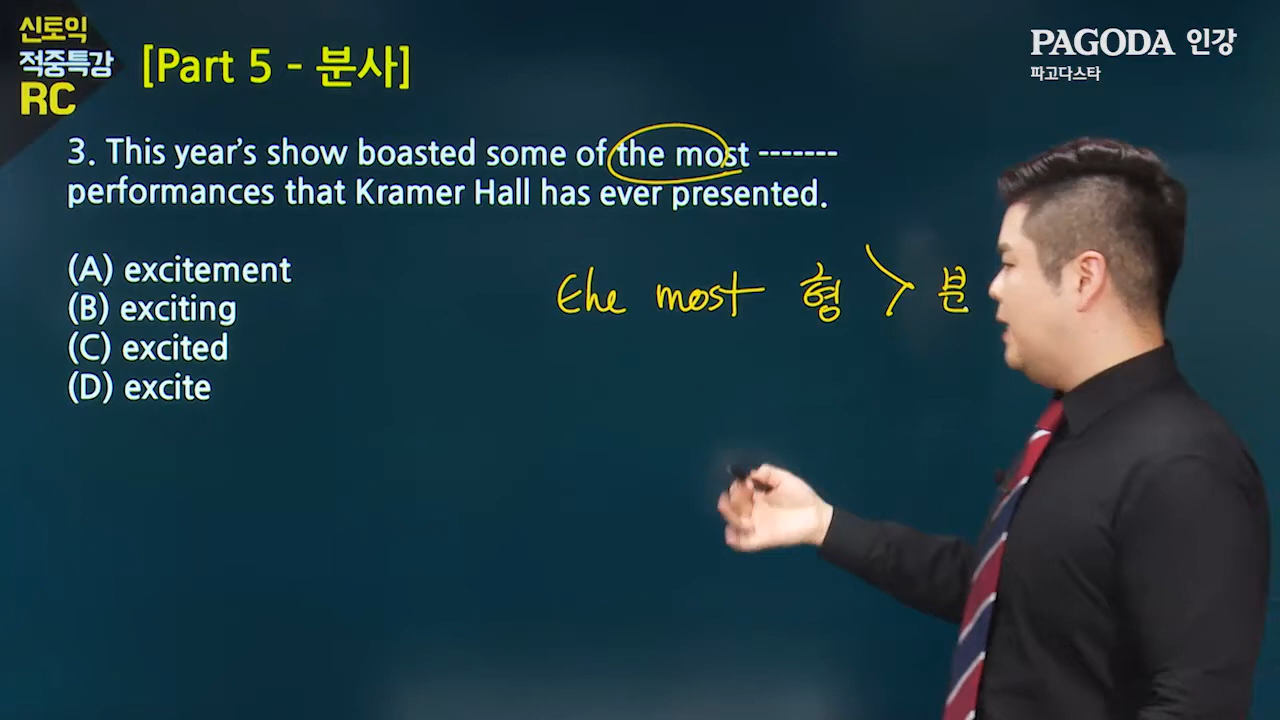 신토익
적중특강
RC
[Part 5 - 분사]
PAGODA 인강
파고다스타
3. This year's show boasted some of the most -------
performances that Kramer Hall has ever presented.
(A) excitement
(B) exciting
(C) excited
(D) excite
the most 형 > 분